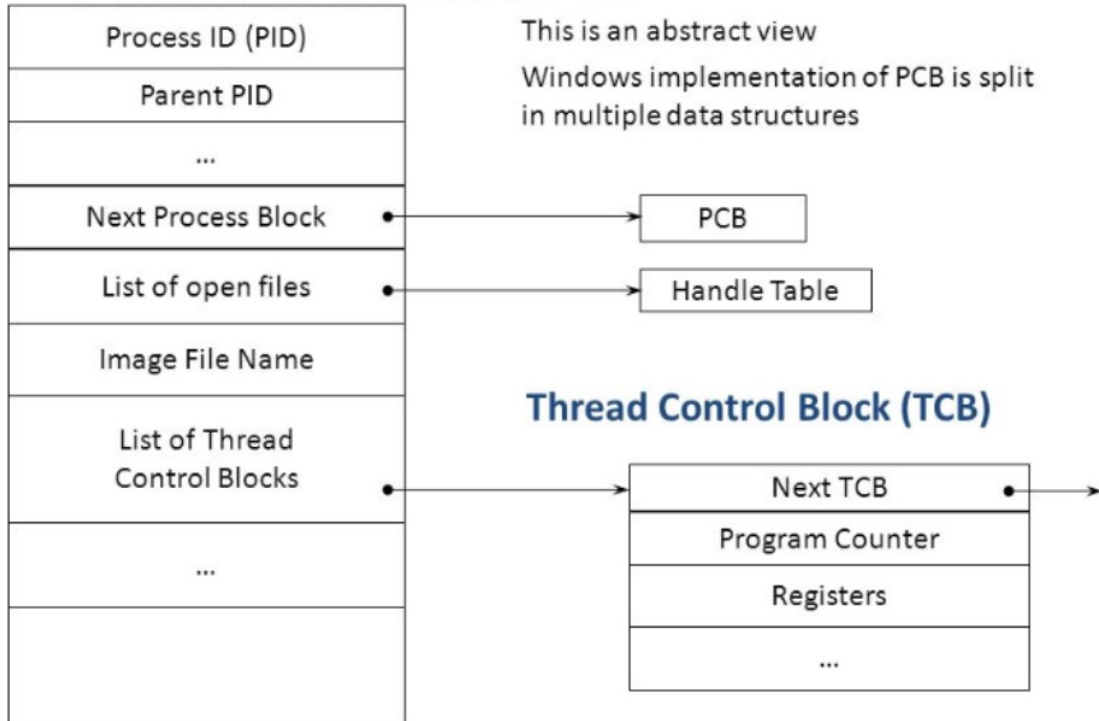 Process ID (PID)
Parent PID
...
Next Process Block
List of open files
Image File Name
List of Thread
Control Blocks
...
This is an abstract view
Windows implementation of PCB is split
in multiple data structures
PCB
Handle Table
Thread Control Block (TCB)
Next TCB
Program Counter
Registers
...